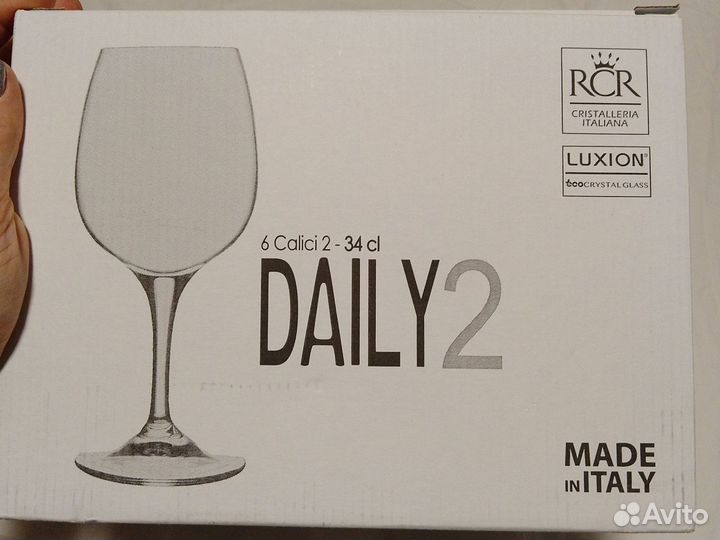 RCR
CRISTALLERIA
ITALIANA
LUXION®
ecoCRYSTAL GLASS
6 Calici 2 - 34 cl
DAILY2
MADE
IN ITALY
Avito